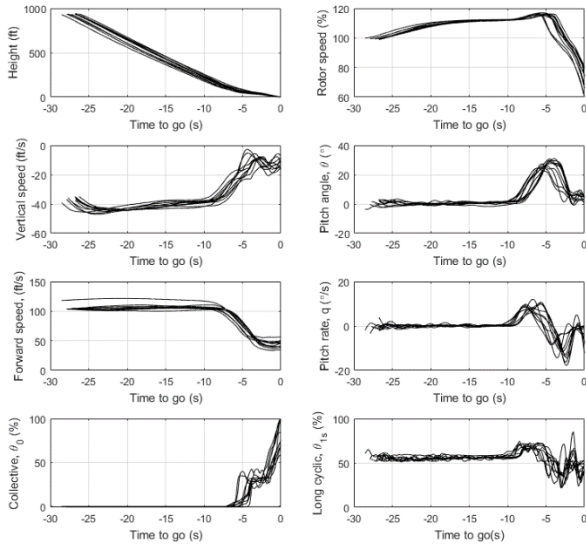 1000
500
0
Height (ft)
-30 -25 -20 -15 -10 -5 0
Time to go (s)
120
100
80
60
Rotor speed (%)
-30 -25 -20 -15 -10 -5 0
Time to go (s)
0
-20
-40
-60
Vertical speed (ft/s)
-30 -25 -20 -15 -10 -5 0
Time to go (s)
40
20
0
-20
Pitch angle, θ (°)
-30 -25 -20 -15 -10 -5 0
Time to go (s)
150
100
50
0
Forward speed, (ft/s)
-30 -25 -20 -15 -10 -5 0
Time to go (s)
20
0
-20
Pitch rate, q (°/s)
-30 -25 -20 -15 -10 -5 0
Time to go (s)
100
50
0
Collective, θ0 (%)
-30 -25 -20 -15 -10 -5 0
Time to go (s)
100
50
0
Long cyclic, θ1s (%)
-30 -25 -20 -15 -10 -5 0
Time to go(s)